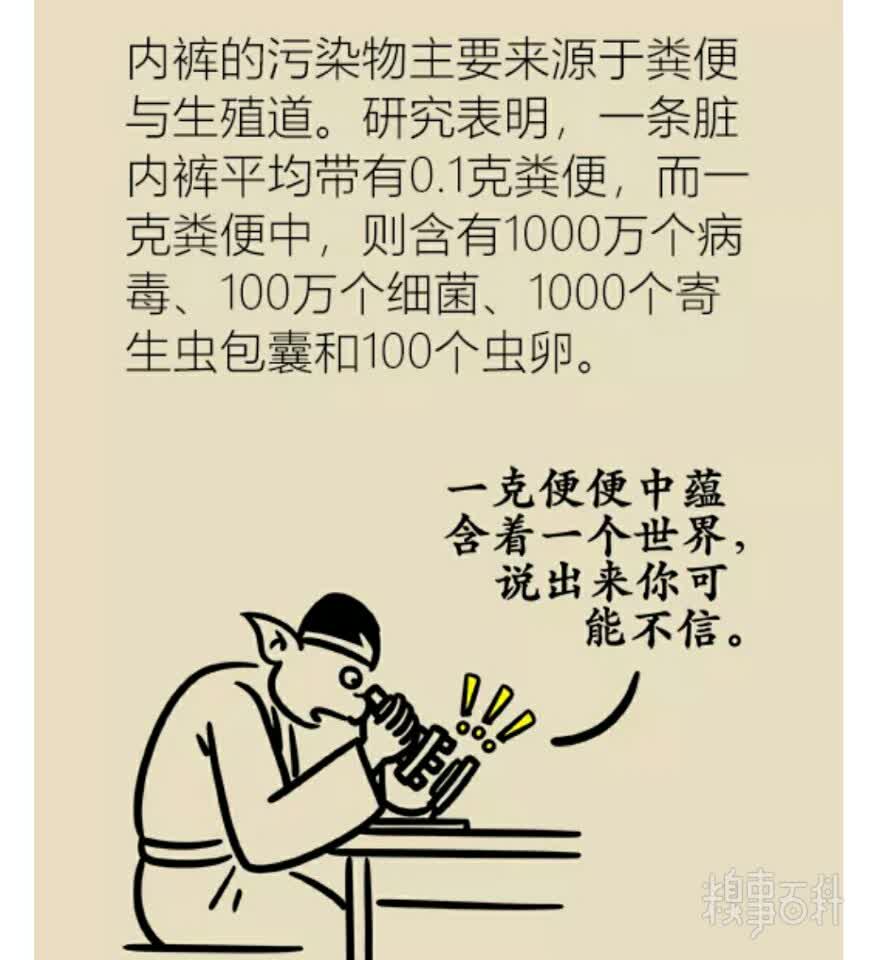 内裤的污染物主要来源于粪便
与生殖道。研究表明，一条脏
内裤平均带有0.1克粪便，而一
克粪便中，则含有1000万个病
毒、100万个细菌、1000个寄
生虫包囊和100个虫卵。
一克便便中蕴
含着一个世界，
说出来你可
能不信。
糗事百科